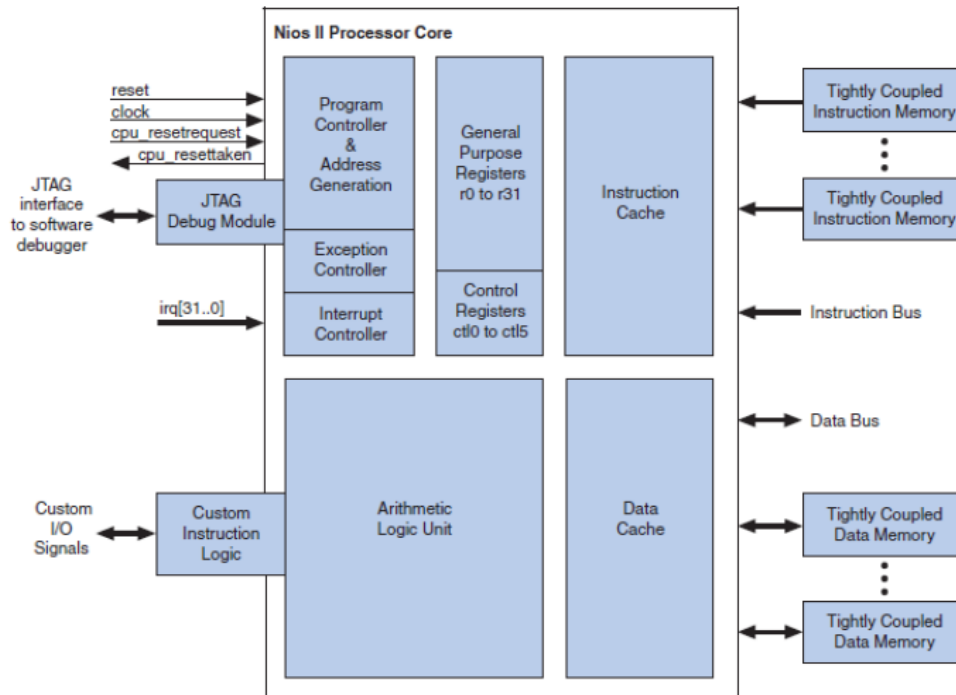 Nios II Processor Core
reset
clock
cpu_resetrequest
cpu_resettaken
JTAG
interface
to software
debugger
JTAG
Debug Module
irq[31..0]
Program
Controller
&
Address
Generation
Exception
Controller
Interrupt
Controller
General
Purpose
Registers
r0 to r31
Control
Registers
ctl0 to ctl5
Instruction
Cache
Tightly Coupled
Instruction Memory
Tightly Coupled
Instruction Memory
Instruction Bus
Data Bus
Custom
I/O
Signals
Custom
Instruction
Logic
Arithmetic
Logic Unit
Data
Cache
Tightly Coupled
Data Memory
Tightly Coupled
Data Memory